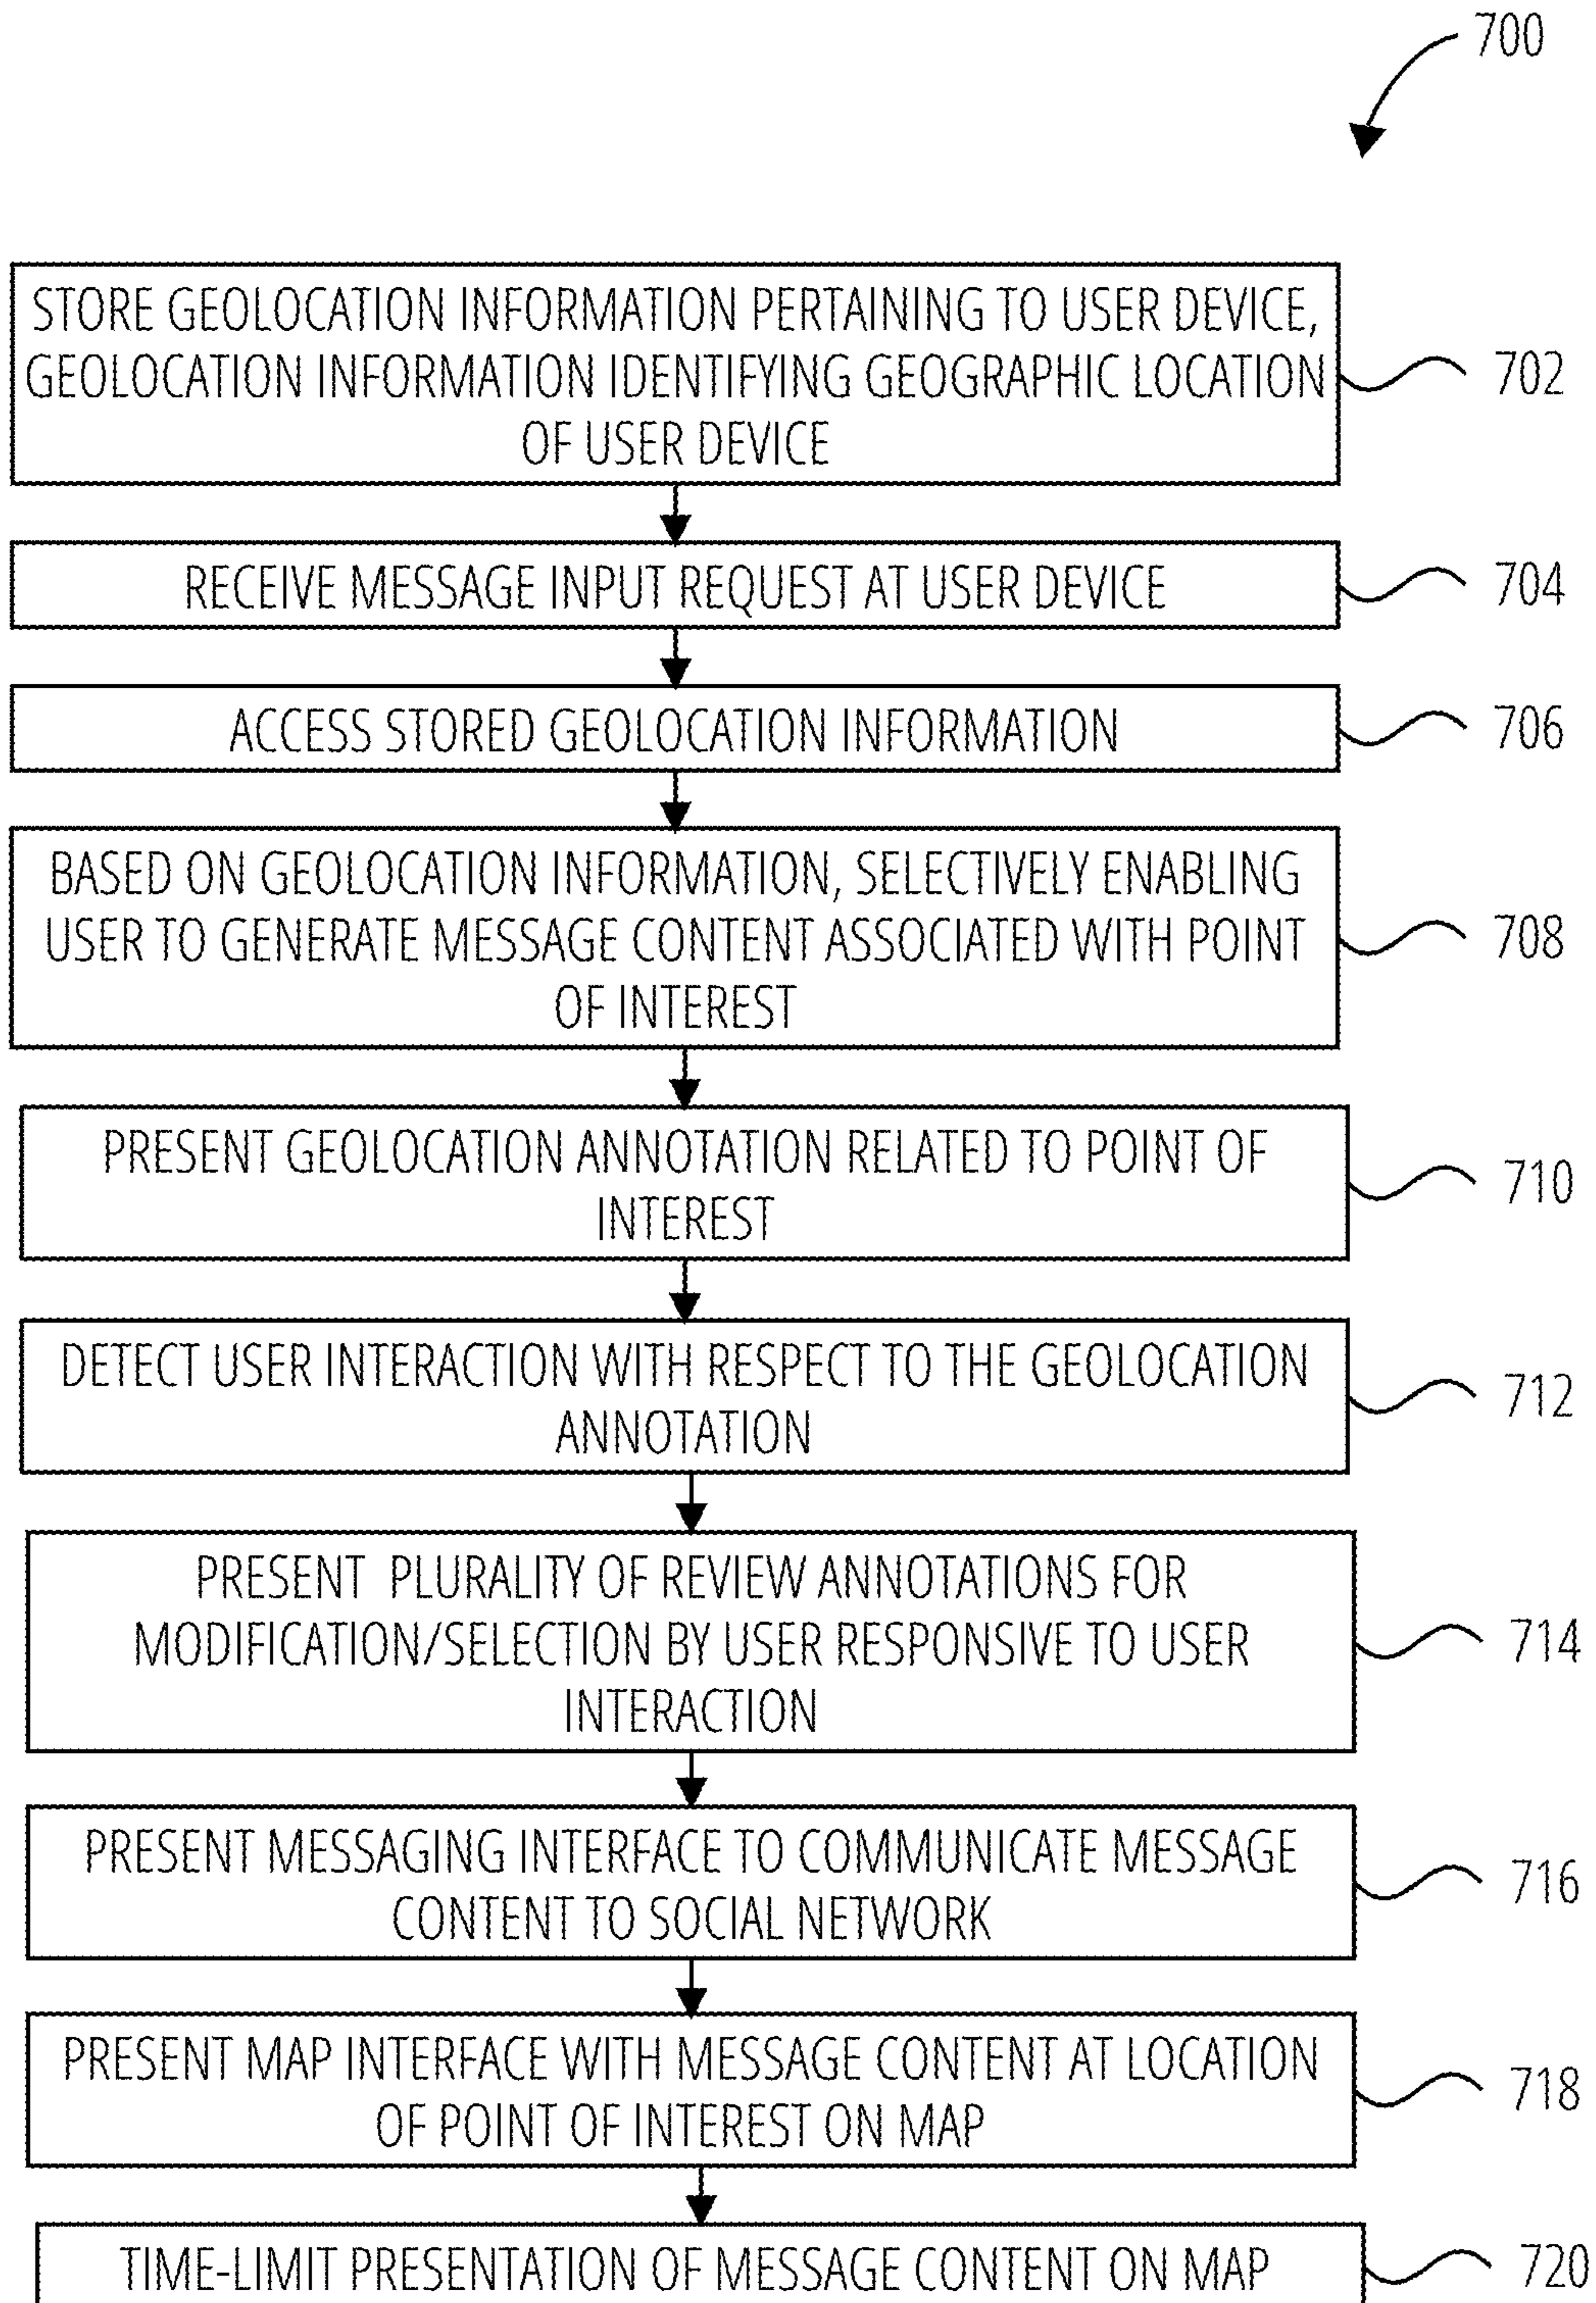 700
STORE GEOLOCATION INFORMATION PERTAINING TO USER DEVICE,
GEOLOCATION INFORMATION IDENTIFYING GEOGRAPHIC LOCATION
OF USER DEVICE
702
RECEIVE MESSAGE INPUT REQUEST AT USER DEVICE
704
ACCESS STORED GEOLOCATION INFORMATION
706
BASED ON GEOLOCATION INFORMATION, SELECTIVELY ENABLING
USER TO GENERATE MESSAGE CONTENT ASSOCIATED WITH POINT
OF INTEREST
708
PRESENT GEOLOCATION ANNOTATION RELATED TO POINT OF
INTEREST
710
DETECT USER INTERACTION WITH RESPECT TO THE GEOLOCATION
ANNOTATION
712
PRESENT PLURALITY OF REVIEW ANNOTATIONS FOR
MODIFICATION/SELECTION BY USER RESPONSIVE TO USER
INTERACTION
714
PRESENT MESSAGING INTERFACE TO COMMUNICATE MESSAGE
CONTENT TO SOCIAL NETWORK
716
PRESENT MAP INTERFACE WITH MESSAGE CONTENT AT LOCATION
OF POINT OF INTEREST ON MAP
718
TIME-LIMIT PRESENTATION OF MESSAGE CONTENT ON MAP
720